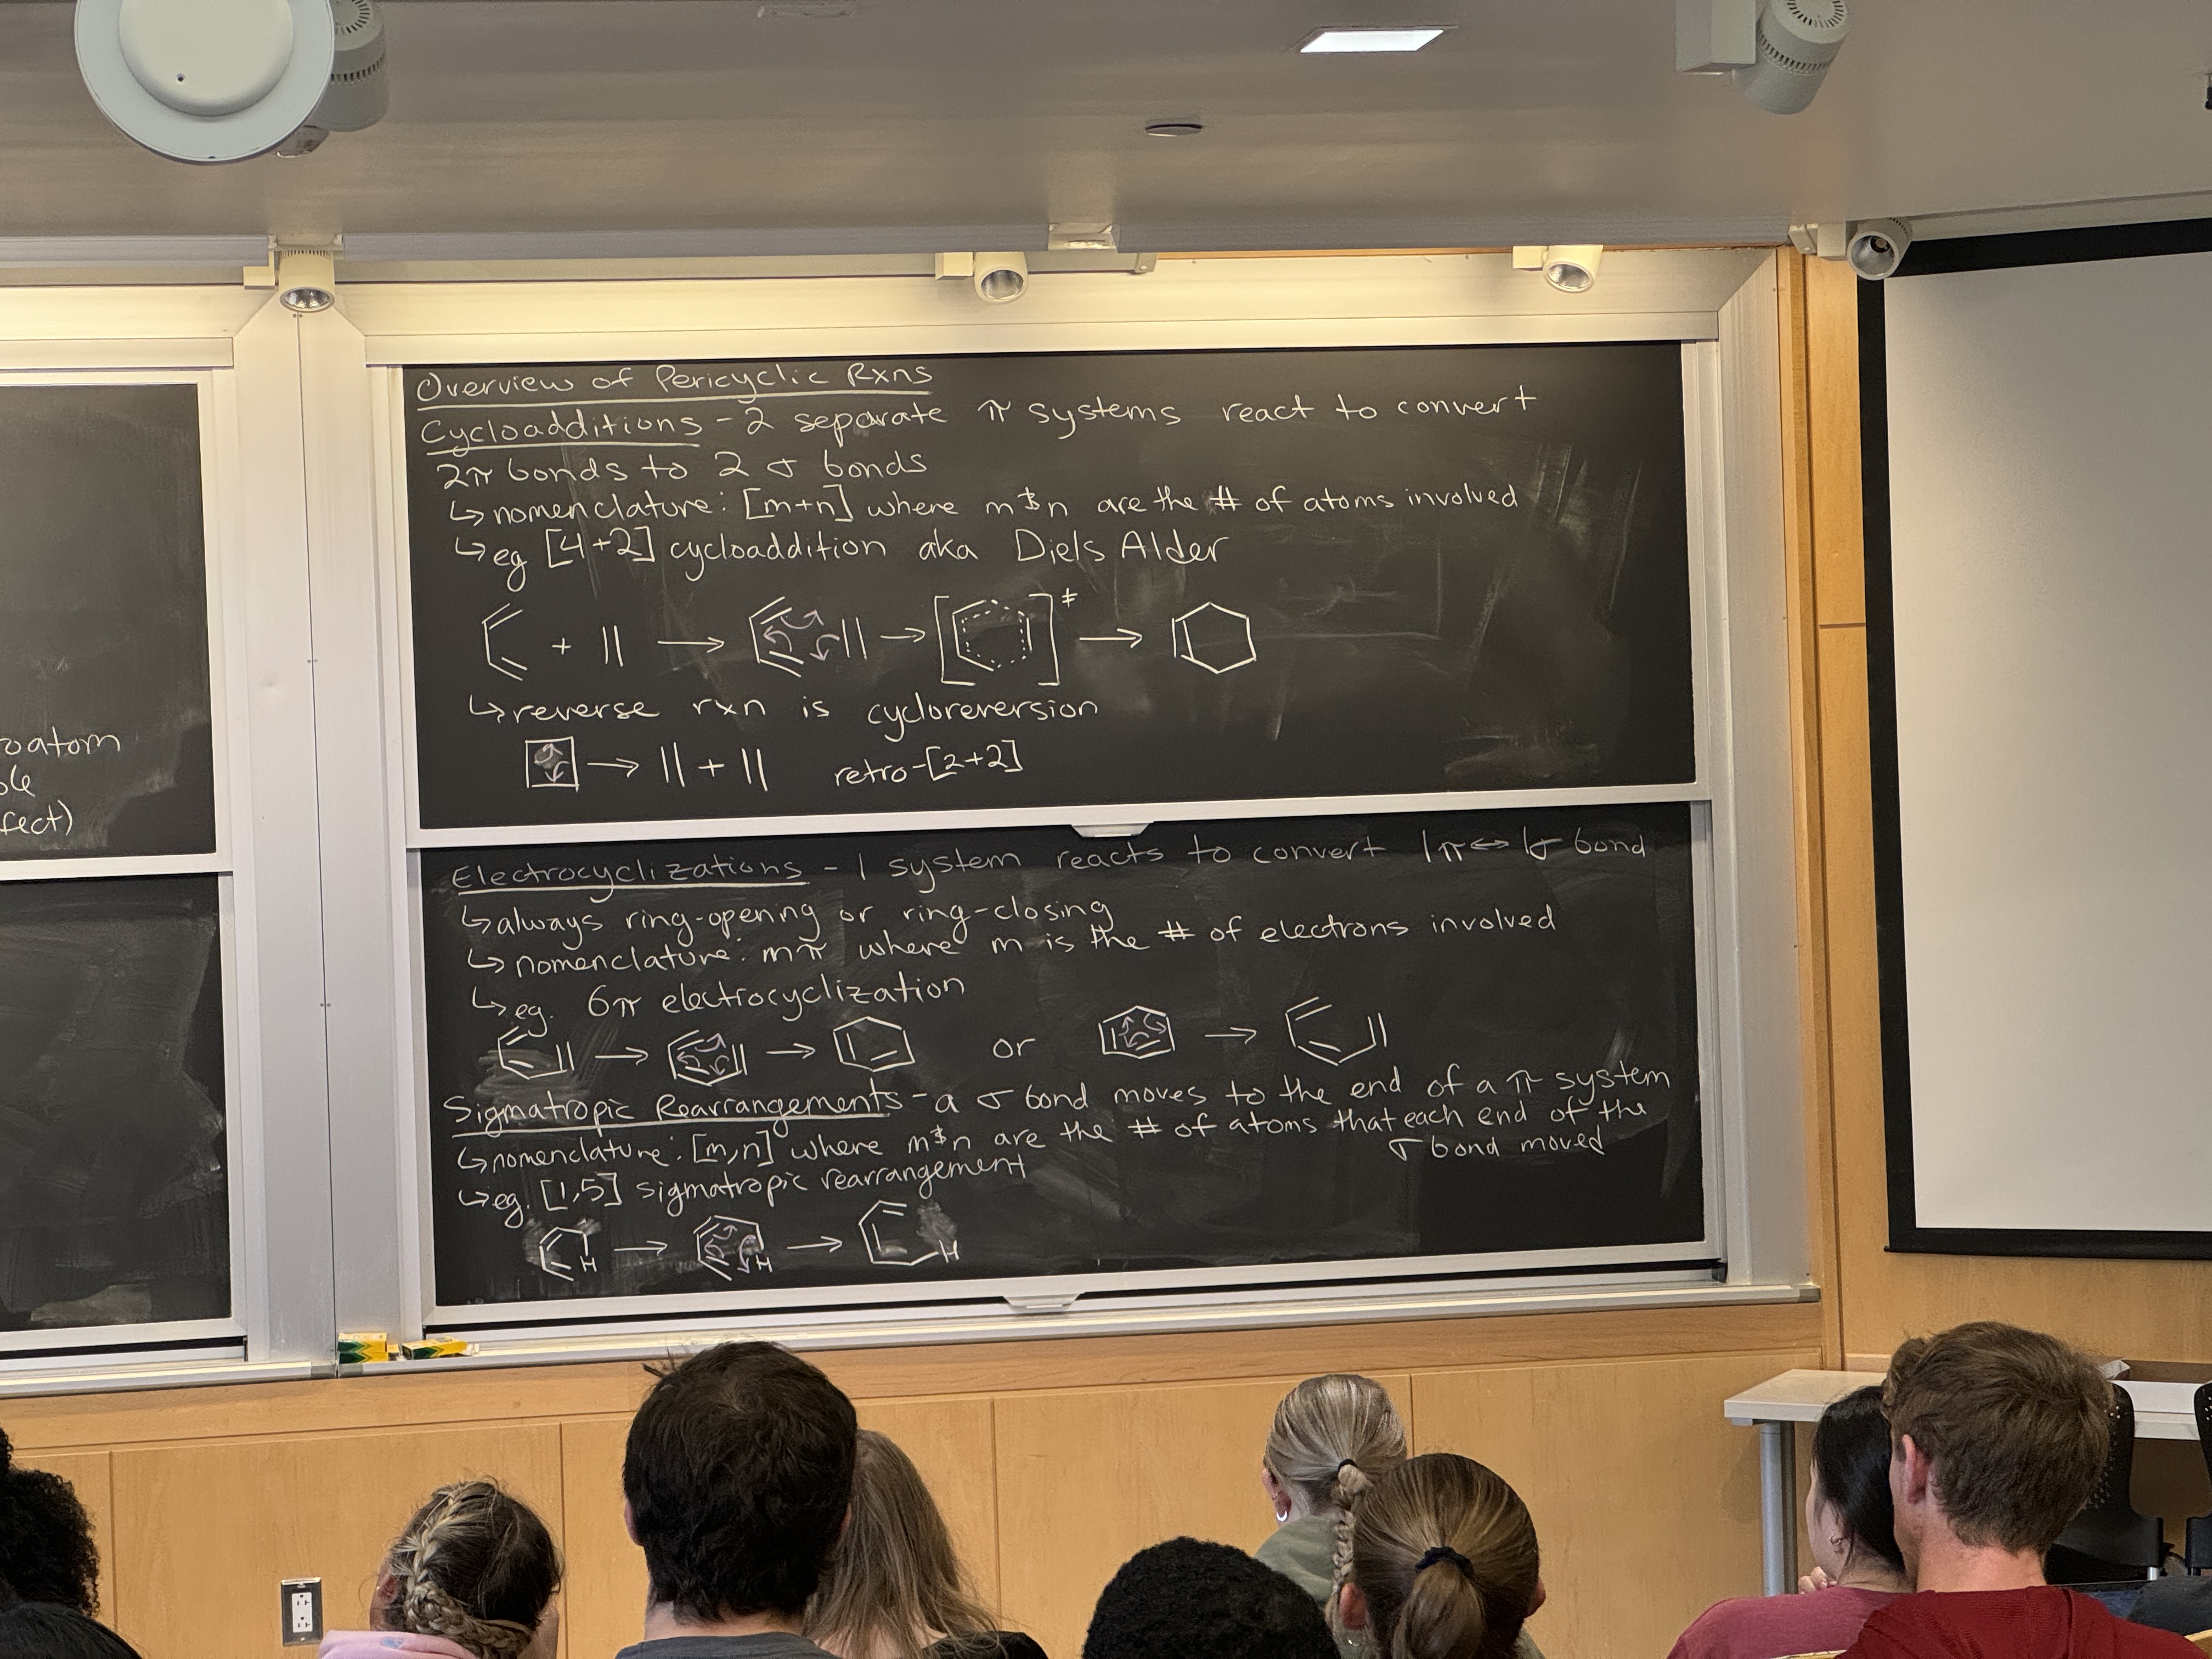 Overview of Pericyclic Rxns
Cycloadditions - 2 separate π systems react to convert
2π bonds to 2 σ bonds
↳ nomenclature: [m+n] where m & n are the # of atoms involved
↳ eg [4+2] cycloaddition aka Diels Alder
+ → → [ ]‡ →
↳ reverse rxn is cycloreversion
→ + retro-[2+2]
oatom
ole
fect)
Electrocyclizations - 1 system reacts to convert 1π ↔ 1σ bond
↳ always ring-opening or ring-closing
↳ nomenclature: mπ where m is the # of electrons involved
↳ eg. 6π electrocyclization
→ → or →
Sigmatropic Rearrangements - a σ bond moves to the end of a π system
↳ nomenclature: [m,n] where m & n are the # of atoms that each end of the
σ bond moved
↳ eg. [1,5] sigmatropic rearrangement
H → H → H